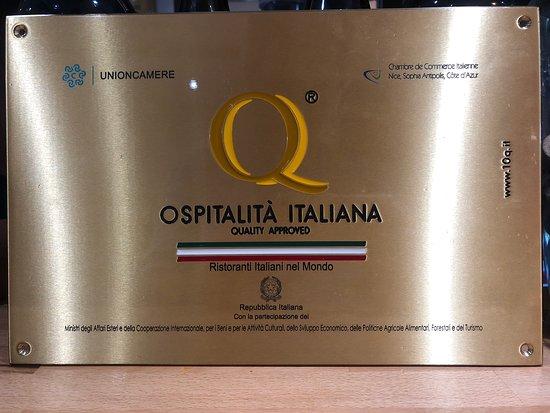 UNIONCAMERE
Chambre de Commerce Italienne
Nice, Sophia Antipolis, Côte d'Azur
Q®
www.10q.it
OSPITALITÀ ITALIANA
QUALITY APPROVED
Ristoranti Italiani nel Mondo
Repubblica Italiana
Con la partecipazione dei
Ministri degli Affari Esteri e della Cooperazione Internazionale, per i Beni e per le Attività Culturali, dello Sviluppo Economico, delle Politiche Agricole Alimentari, Forestali e del Turismo